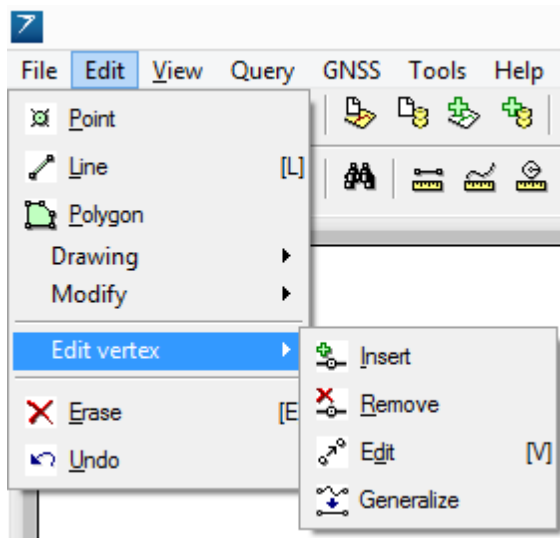 File Edit View Query GNSS Tools Help
Point
Line [L]
Polygon
Drawing
Modify
Edit vertex
Insert
Remove
Erase [E
Edit [V]
Undo
Generalize